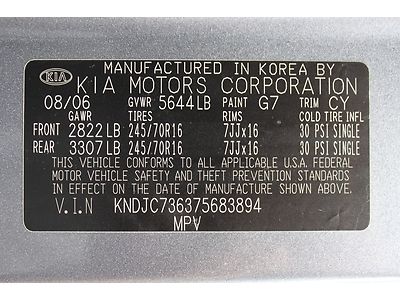 MANUFACTURED IN KOREA BY
KIA KIA MOTORS CORPORATION
08/06 GVWR 5644LB PAINT G7 TRIM CY
GAWR TIRES RIMS COLD TIRE INFL
FRONT 2822LB 245/70R16 7JJx16 30 PSI SINGLE
REAR 3307LB 245/70R16 7JJx16 30 PSI SINGLE
THIS VEHICLE CONFORMS TO ALL APPLICABLE U.S.A. FEDERAL
MOTOR VEHICLE SAFETY AND THEFT PREVENTION STANDARDS
IN EFFECT ON THE DATE OF MANUFACTURE SHOWN ABOVE.
V.I.N KNDJC736375683894
MPV